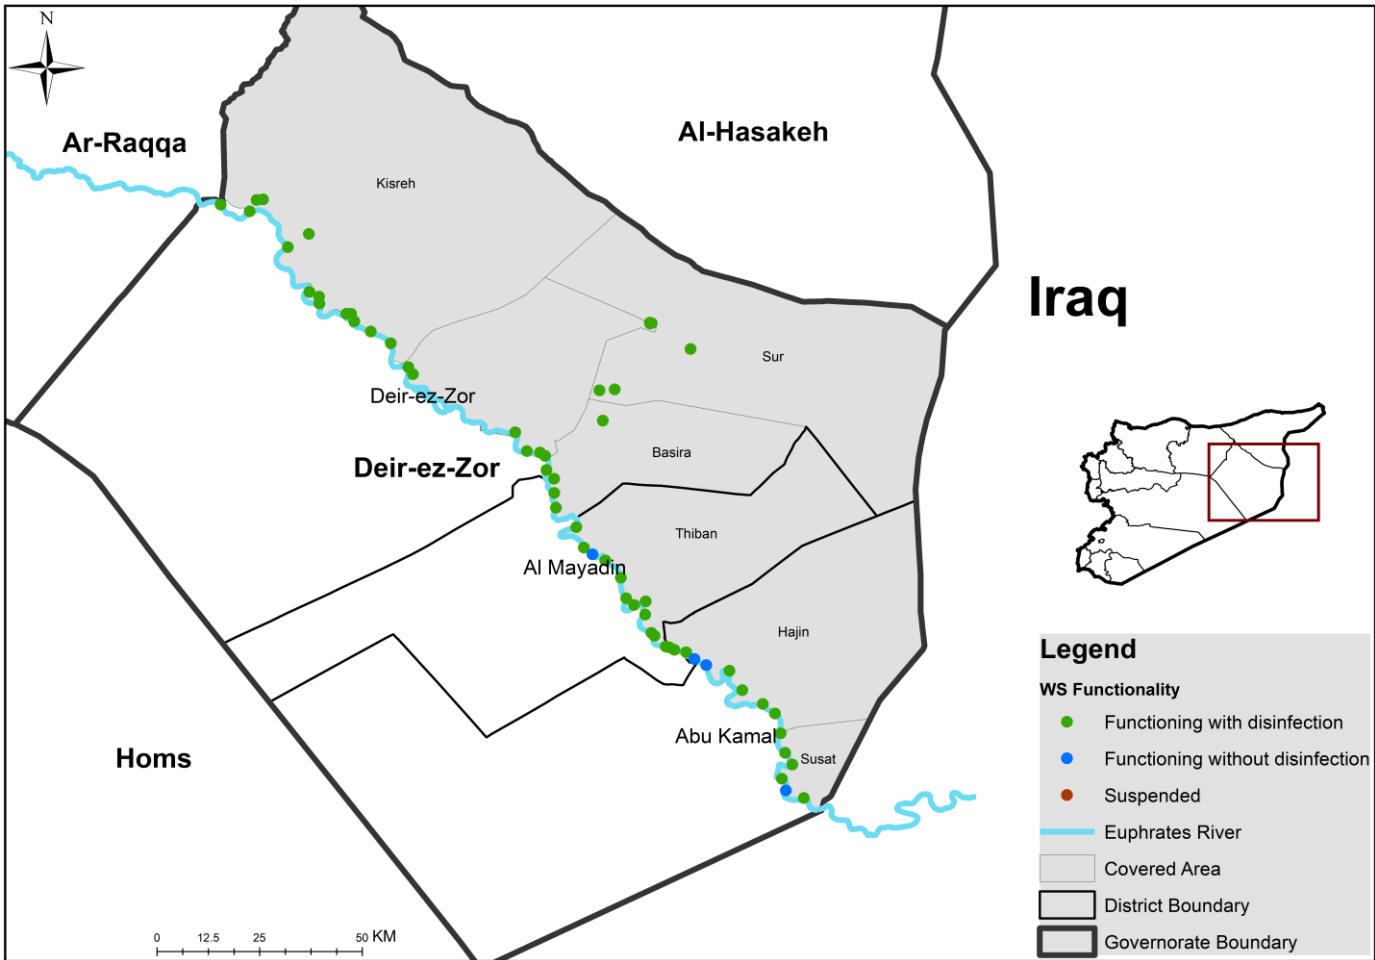 N
Ar-Raqqa
Al-Hasakeh
Kisreh
Iraq
Sur
Deir-ez-Zor
Basira
Deir-ez-Zor
Thiban
Al Mayadin
Hajin
Abu Kamal
Susat
Homs
0 12.5 25 50 KM
Legend
WS Functionality
Functioning with disinfection
Functioning without disinfection
Suspended
Euphrates River
Covered Area
District Boundary
Governorate Boundary